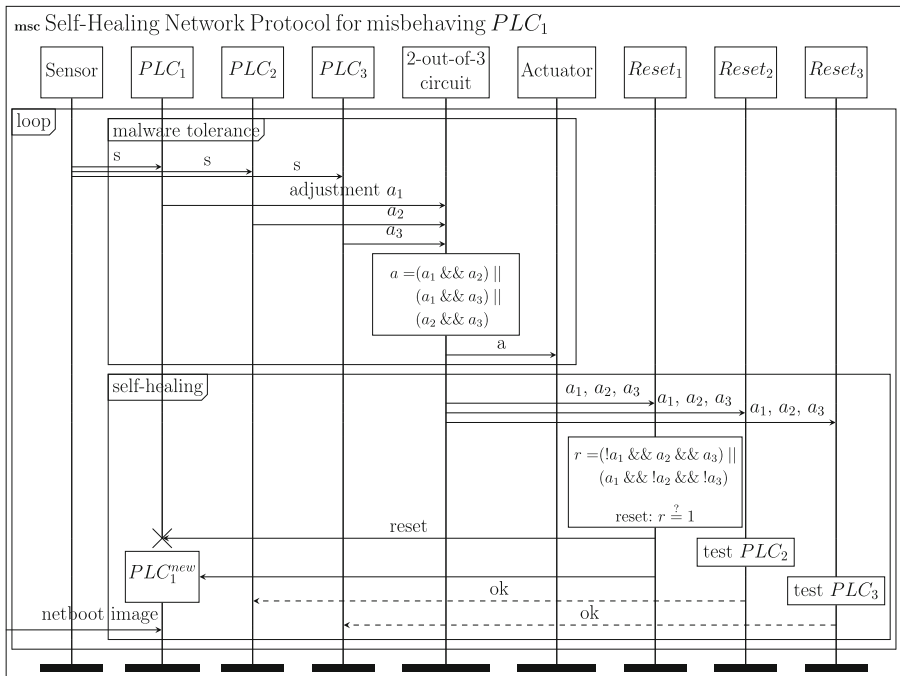 msc Self-Healing Network Protocol for misbehaving PLC₁
Sensor
PLC₁
PLC₂
PLC₃
2-out-of-3
circuit
Actuator
Reset₁
Reset₂
Reset₃
loop
malware tolerance
s
s
s
adjustment a₁
a₂
a₃
a =(a₁ && a₂) ||
(a₁ && a₃) ||
(a₂ && a₃)
a
self-healing
a₁, a₂, a₃
a₁, a₂, a₃
a₁, a₂, a₃
r =(!a₁ && a₂ && a₃) ||
(a₁ && !a₂ && !a₃)
reset: r ≟ 1
reset
test PLC₂
PLC₁ⁿᵉʷ
test PLC₃
ok
ok
netboot image